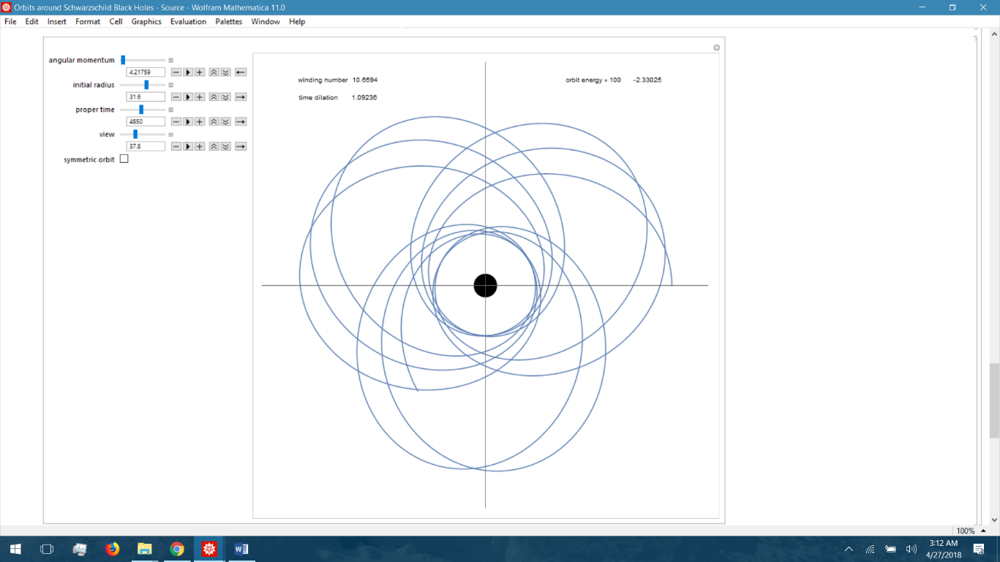 Orbits around Schwarzschild Black Holes - Source - Wolfram Mathematica 11.0
File Edit Insert Format Cell Graphics Evaluation Palettes Window Help
angular momentum
4.21759
initial radius
31.6
proper time
4850
view
37.8
symmetric orbit
winding number 10.6594
orbit energy * 100 -2.33025
time dilation 1.09236
100%
3:12 AM
4/27/2018